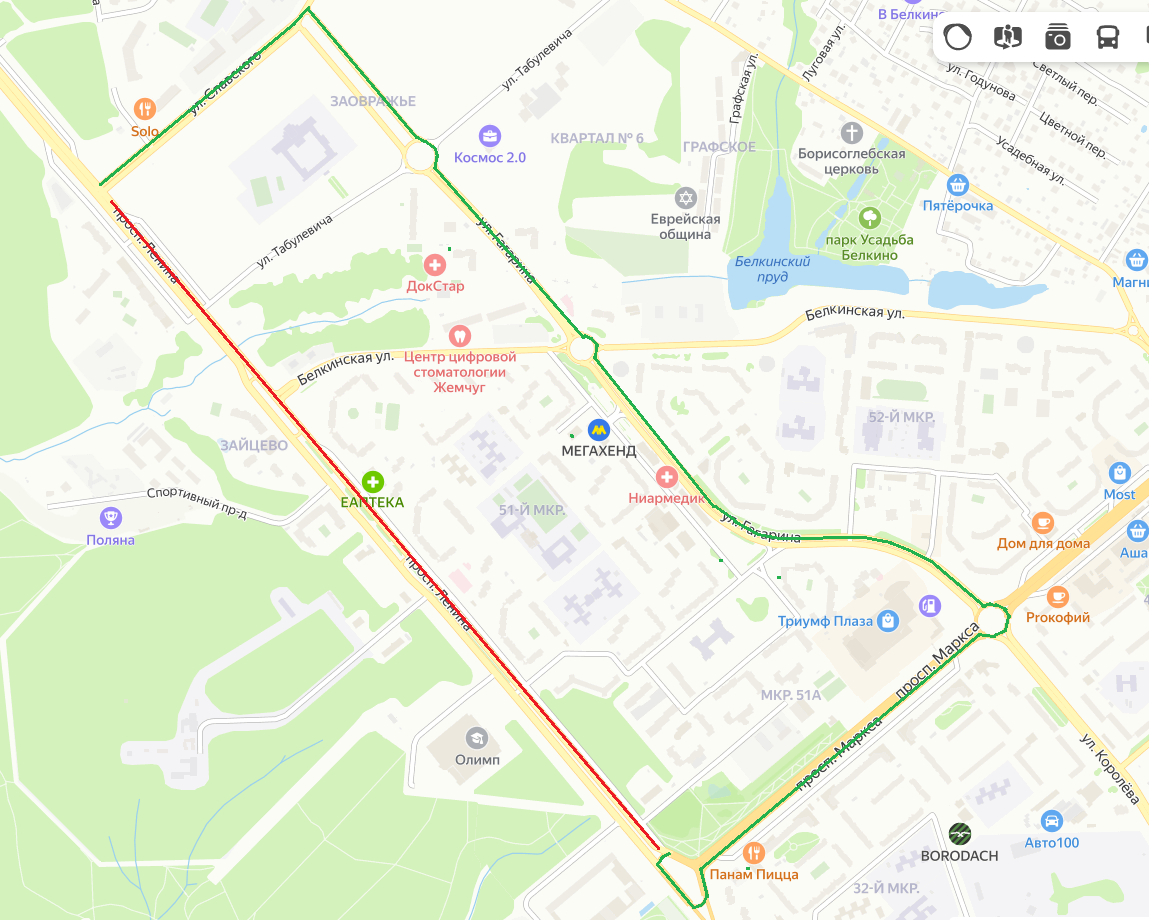 В Белкино
Луговая ул.
ул. Годунова
Светлый пер.
Цветной пер.
Усадебная ул.
Графская ул.
ул. Табулевича
ул. Славского
ЗАОВРАЖЬЕ
Solo
Космос 2.0
КВАРТАЛ № 6
ГРАФСКОЕ
Борисоглебская
церковь
Пятёрочка
Еврейская
община
парк Усадьба
Белкино
Белкинский
пруд
просп. Ленина
ул. Табулевича
ул. Гагарина
ДокСтар
Магни
Белкинская ул.
Белкинская ул.
Центр цифровой
стоматологии
Жемчуг
52-Й МКР.
ЗАЙЦЕВО
МЕГАХЕНД
Most
ЕАПТЕКА
Ниармедик
Спортивный пр-д
Поляна
51-Й МКР.
ул. Гагарина
Дом для дома
Аша
просп. Ленина
Триумф Плаза
Proкофий
просп. Маркса
МКР. 51А
Олимп
просп. Маркса
ул. Королёва
BORODACH
Авто100
Панам Пицца
32-Й МКР.